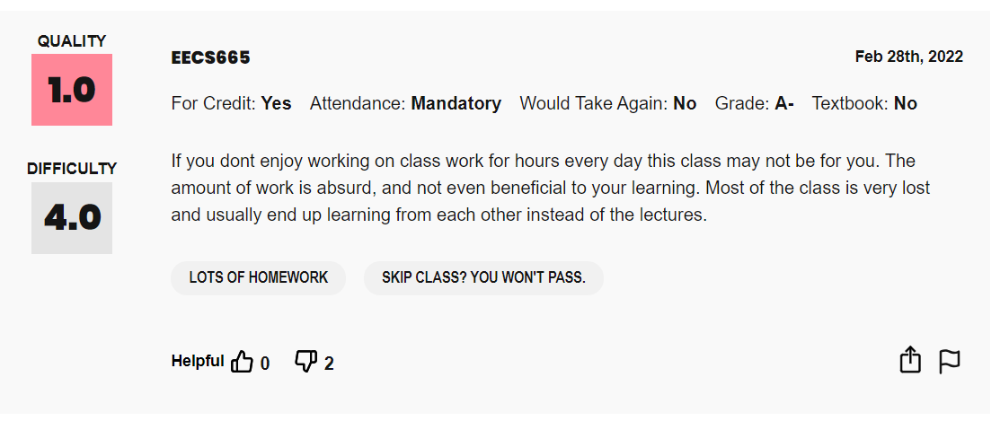 QUALITY
1.0
DIFFICULTY
4.0
EECS665
Feb 28th, 2022
For Credit: Yes Attendance: Mandatory Would Take Again: No Grade: A- Textbook: No
If you dont enjoy working on class work for hours every day this class may not be for you. The
amount of work is absurd, and not even beneficial to your learning. Most of the class is very lost
and usually end up learning from each other instead of the lectures.
LOTS OF HOMEWORK SKIP CLASS? YOU WON'T PASS.
Helpful 0 2